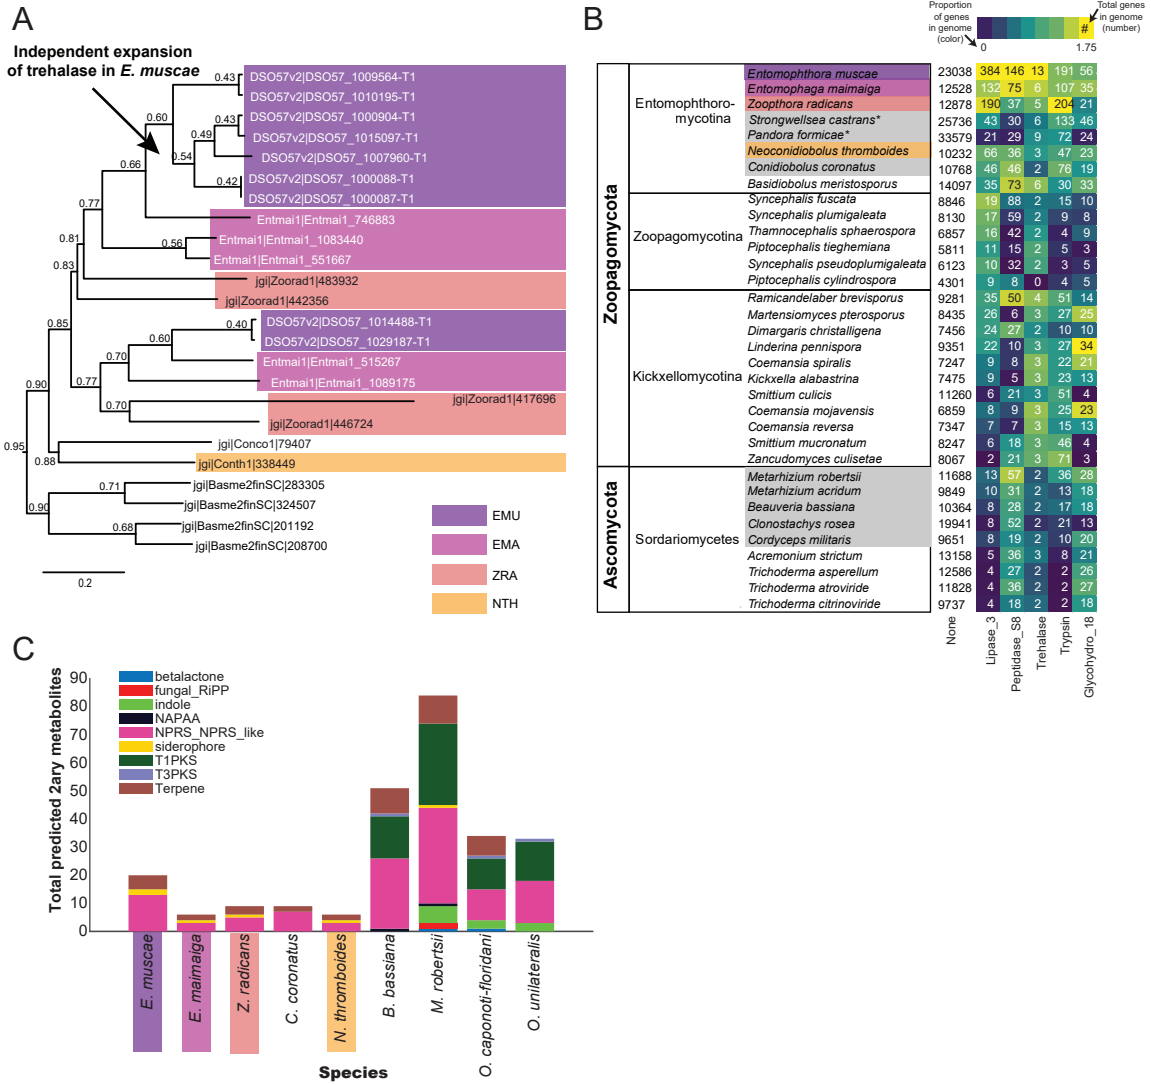 A
Independent expansion
of trehalase in E. muscae
0.43
DSO57v2|DSO57_1009564-T1
DSO57v2|DSO57_1010195-T1
0.60
0.43
DSO57v2|DSO57_1000904-T1
0.49
DSO57v2|DSO57_1015097-T1
0.54
DSO57v2|DSO57_1007960-T1
0.66
0.42
DSO57v2|DSO57_1000088-T1
DSO57v2|DSO57_1000087-T1
0.77
Entmai1|Entmai1_746883
0.81
0.56
Entmai1|Entmai1_1083440
Entmai1|Entmai1_551667
0.83
jgi|Zoorad1|483932
jgi|Zoorad1|442356
0.85
0.40
DSO57v2|DSO57_1014488-T1
0.60
DSO57v2|DSO57_1029187-T1
0.70
Entmai1|Entmai1_515267
0.77
Entmai1|Entmai1_1089175
0.90
0.70
jgi|Zoorad1|417696
jgi|Zoorad1|446724
0.95
jgi|Conco1|79407
0.88
jgi|Conth1|338449
0.71
jgi|Basme2finSC|283305
0.90
jgi|Basme2finSC|324507
0.68
jgi|Basme2finSC|201192
jgi|Basme2finSC|208700
0.2
EMU
EMA
ZRA
NTH
B
Proportion
of genes
in genome
(color)
0
1.75
#
Total genes
in genome
(number)
Zoopagomycota
Ascomycota
Entomophthoro-
mycotina
Zoopagomycotina
Kickxellomycotina
Sordariomycetes
Entomophthora muscae 23038 384 146 13 191 56
Entomophaga maimaiga 12528 132 75 6 107 35
Zoopthora radicans 12878 190 37 5 204 21
Strongwellsea castrans* 25736 43 30 6 133 46
Pandora formicae* 33579 21 29 9 72 24
Neoconidiobolus thromboides 10232 66 36 3 47 23
Conidiobolus coronatus 10768 46 46 2 76 19
Basidiobolus meristosporus 14097 35 73 6 30 33
Syncephalis fuscata 8846 19 88 2 15 10
Syncephalis plumigaleata 8130 17 59 2 9 8
Thamnocephalis sphaerospora 6857 16 42 2 4 9
Piptocephalis tieghemiana 5811 11 15 2 5 3
Syncephalis pseudoplumigaleata 6123 10 32 2 3 5
Piptocephalis cylindrospora 4301 9 8 0 4 5
Ramicandelaber brevisporus 9281 35 50 4 51 14
Martensiomyces pterosporus 8435 26 6 3 27 25
Dimargaris christalligena 7456 24 27 2 10 10
Linderina pennispora 9351 22 10 3 27 34
Coemansia spiralis 7247 9 8 3 22 21
Kickxella alabastrina 7475 9 5 3 23 13
Smittium culicis 11260 6 21 3 51 4
Coemansia mojavensis 6859 8 9 3 25 23
Coemansia reversa 7347 7 7 3 15 13
Smittium mucronatum 8247 6 18 3 46 4
Zancudomyces culisetae 8067 2 21 3 71 3
Metarhizium robertsii 11688 13 57 2 36 28
Metarhizium acridum 9849 10 31 2 13 18
Beauveria bassiana 10364 8 28 2 17 18
Clonostachys rosea 19941 8 52 2 21 13
Cordyceps militaris 9651 8 19 2 10 20
Acremonium strictum 13158 5 36 3 8 21
Trichoderma asperellum 12586 4 27 2 2 26
Trichoderma atroviride 11828 4 36 2 2 27
Trichoderma citrinoviride 9737 4 18 2 2 18
None
Lipase_3
Peptidase_S8
Trehalase
Trypsin
Glycohydro_18
C
Total predicted 2ary metabolites
90
80
70
60
50
40
30
20
10
0
betalactone
fungal_RiPP
indole
NAPAA
NPRS_NPRS_like
siderophore
T1PKS
T3PKS
Terpene
E. muscae
E. maimaiga
Z. radicans
C. coronatus
N. thromboides
B. bassiana
M. robertsii
O. caponoti-floridani
O. unilateralis
Species